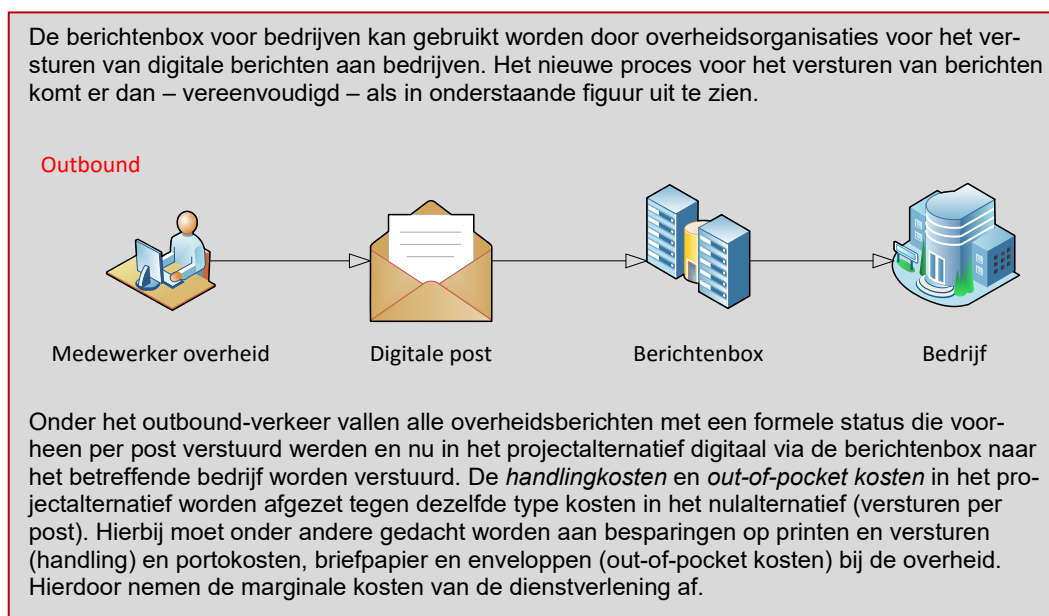 De berichtenbox voor bedrijven kan gebruikt worden door overheidsorganisaties voor het ver-
sturen van digitale berichten aan bedrijven. Het nieuwe proces voor het versturen van berichten
komt er dan – vereenvoudigd – als in onderstaande figuur uit te zien.
Outbound
Medewerker overheid Digitale post Berichtenbox Bedrijf
Onder het outbound-verkeer vallen alle overheidsberichten met een formele status die voor-
heen per post verstuurd werden en nu in het projectalternatief digitaal via de berichtenbox naar
het betreffende bedrijf worden verstuurd. De handlingkosten en out-of-pocket kosten in het pro-
jectalternatief worden afgezet tegen dezelfde type kosten in het nulalternatief (versturen per
post). Hierbij moet onder andere gedacht worden aan besparingen op printen en versturen
(handling) en portokosten, briefpapier en enveloppen (out-of-pocket kosten) bij de overheid.
Hierdoor nemen de marginale kosten van de dienstverlening af.